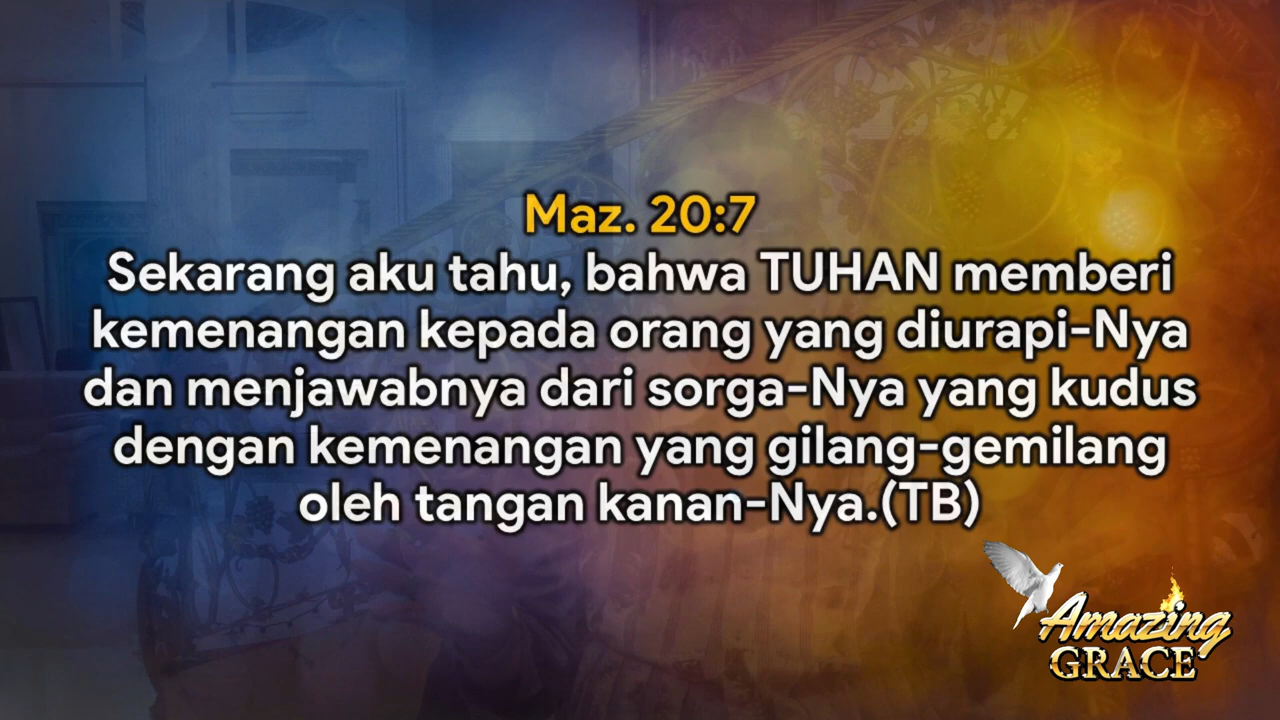 Maz. 20:7
Sekarang aku tahu, bahwa TUHAN memberi
kemenangan kepada orang yang diurapi-Nya
dan menjawabnya dari sorga-Nya yang kudus
dengan kemenangan yang gilang-gemilang
oleh tangan kanan-Nya.(TB)
Amazing
GRACE